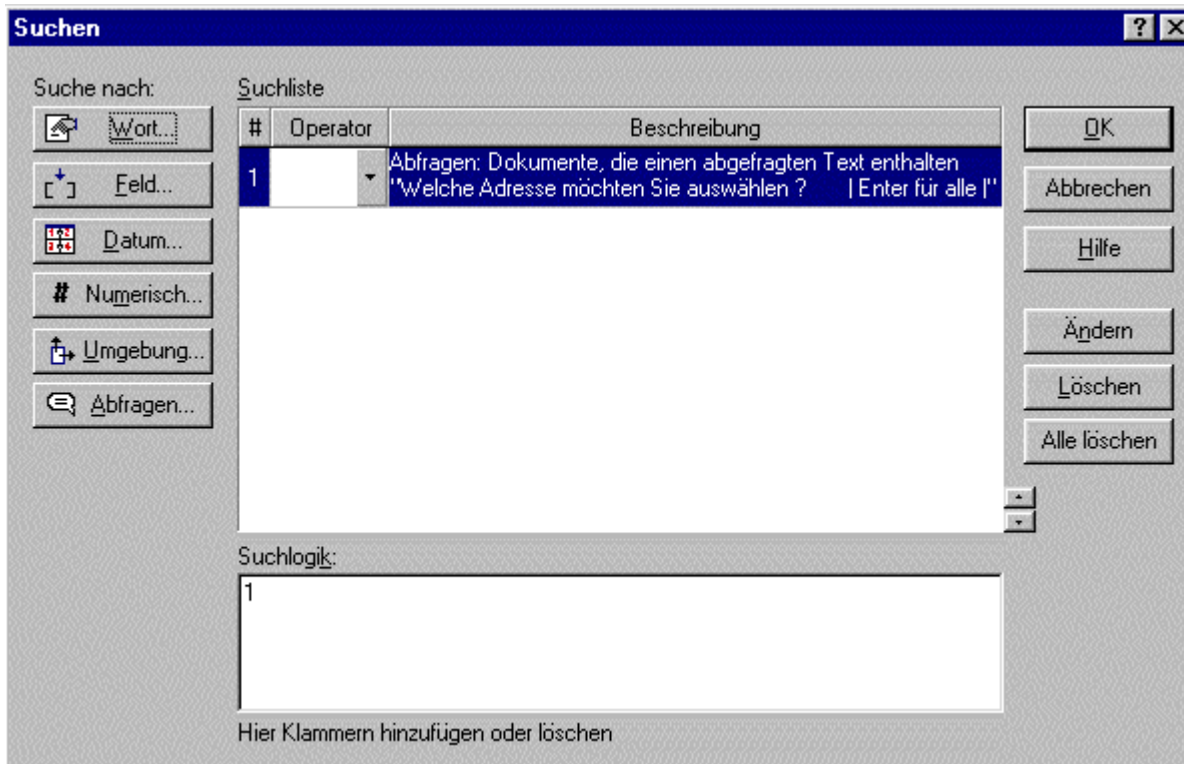 Suchen
Suche nach:
Wort...
Feld...
Datum...
# Numerisch...
Umgebung...
Abfragen...
Suchliste
# Operator Beschreibung
1 Abfragen: Dokumente, die einen abgefragten Text enthalten
"Welche Adresse möchten Sie auswählen ? | Enter für alle |"
OK
Abbrechen
Hilfe
Ändern
Löschen
Alle löschen
Suchlogik:
1
Hier Klammern hinzufügen oder löschen